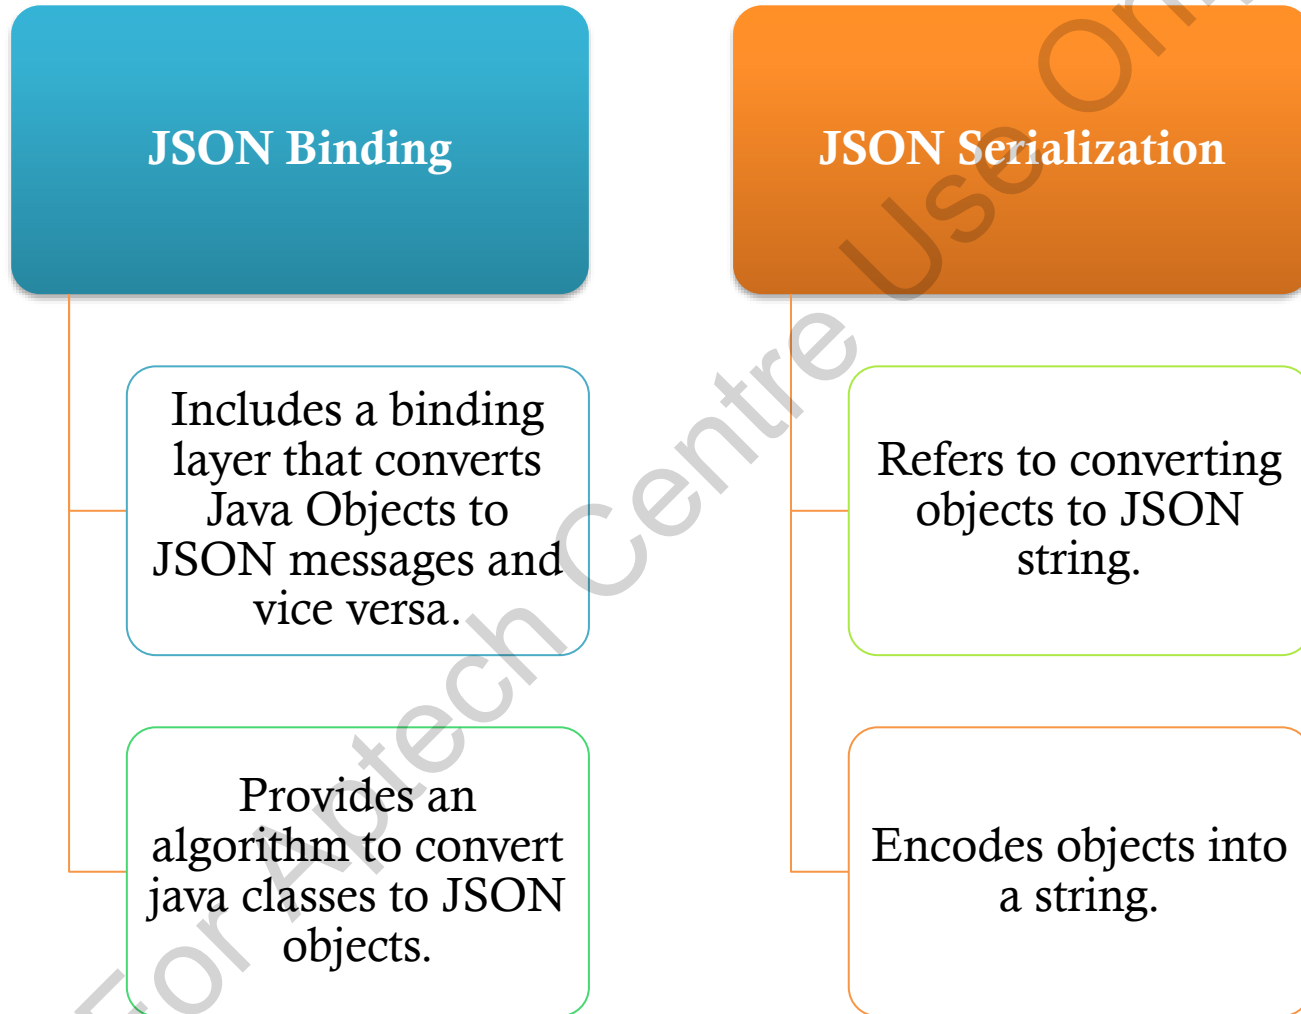 JSON Binding
JSON Serialization
Includes a binding
layer that converts
Java Objects to
JSON messages and
vice versa.
Refers to converting
objects to JSON
string.
Provides an
algorithm to convert
java classes to JSON
objects.
Encodes objects into
a string.
For Aptech Centre Use